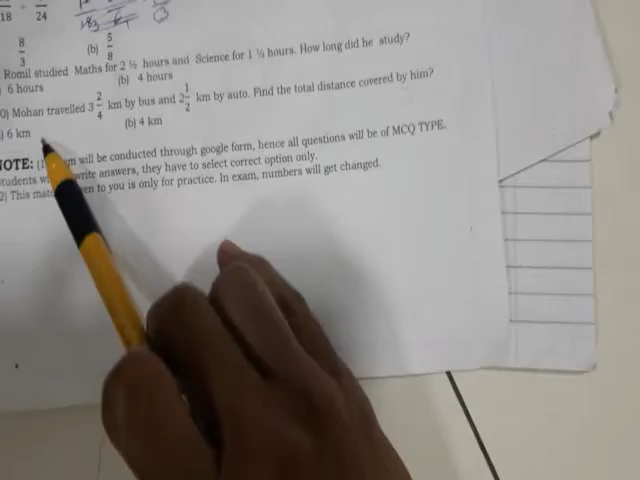 18 24
8/3 (b) 5/8
Romil studied Maths for 2 ½ hours and Science for 1 ½ hours. How long did he study?
6 hours (b) 4 hours
0) Mohan travelled 3 2/4 km by bus and 2 1/2 km by auto. Find the total distance covered by him?
) 6 km (b) 4 km
NOTE: (1 will be conducted through google form, hence all questions will be of MCQ TYPE.
students write answers, they have to select correct option only.
2) This to you is only for practice. In exam, numbers will get changed.